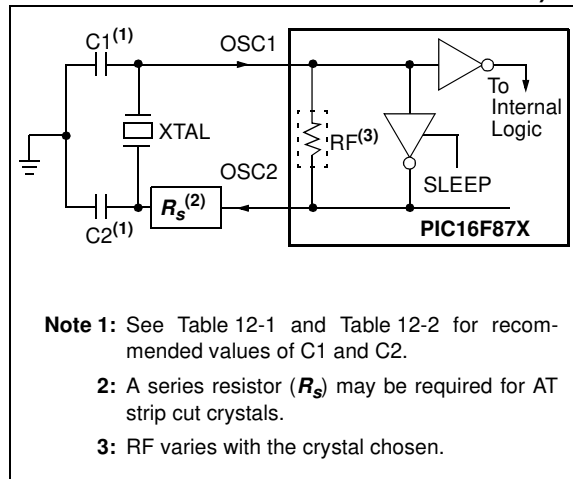 C1(1)
OSC1
To
Internal
Logic
XTAL
RF(3)
OSC2
SLEEP
Rs(2)
C2(1)
PIC16F87X
Note 1: See Table 12-1 and Table 12-2 for recom-
mended values of C1 and C2.
2: A series resistor (Rs) may be required for AT
strip cut crystals.
3: RF varies with the crystal chosen.